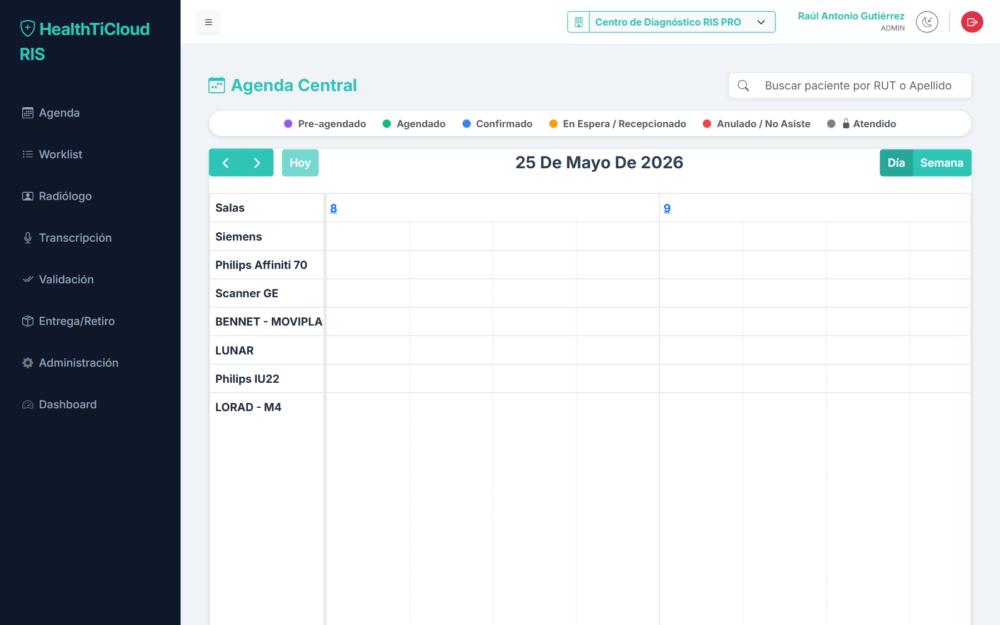 HealthTiCloud
RIS
Agenda
Worklist
Radiólogo
Transcripción
Validación
Entrega/Retiro
Administración
Dashboard
Centro de Diagnóstico RIS PRO
Raúl Antonio Gutiérrez
ADMIN
Agenda Central
Buscar paciente por RUT o Apellido
Pre-agendado Agendado Confirmado En Espera / Recepcionado Anulado / No Asiste Atendido
Hoy 25 De Mayo De 2026 Día Semana
Salas 8 9
Siemens
Philips Affiniti 70
Scanner GE
BENNET - MOVIPLA
LUNAR
Philips IU22
LORAD - M4